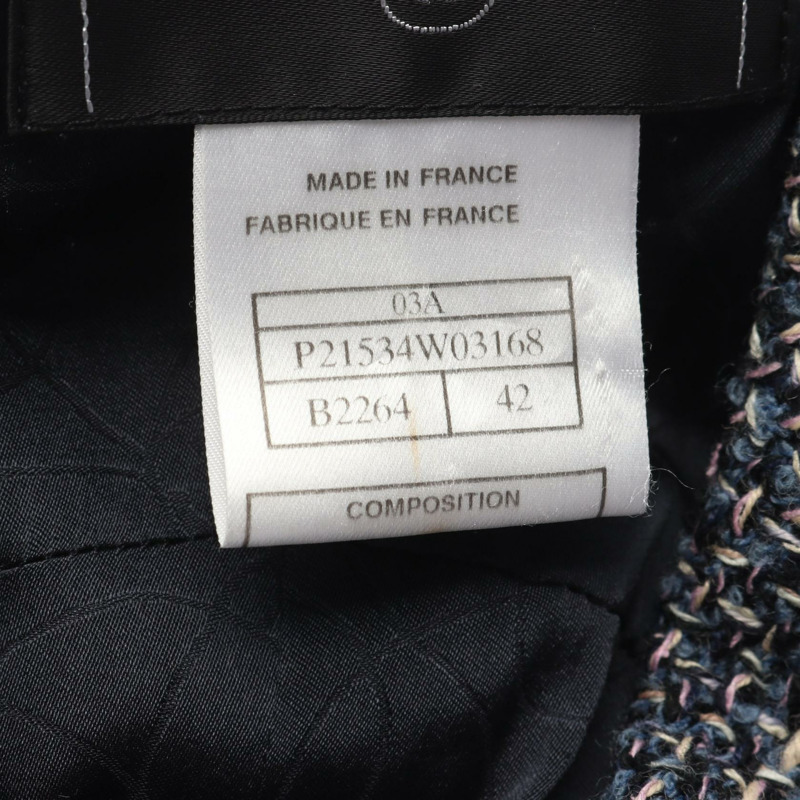 MADE IN FRANCE
FABRIQUE EN FRANCE
03A
P21534W03168
B2264 42
COMPOSITION